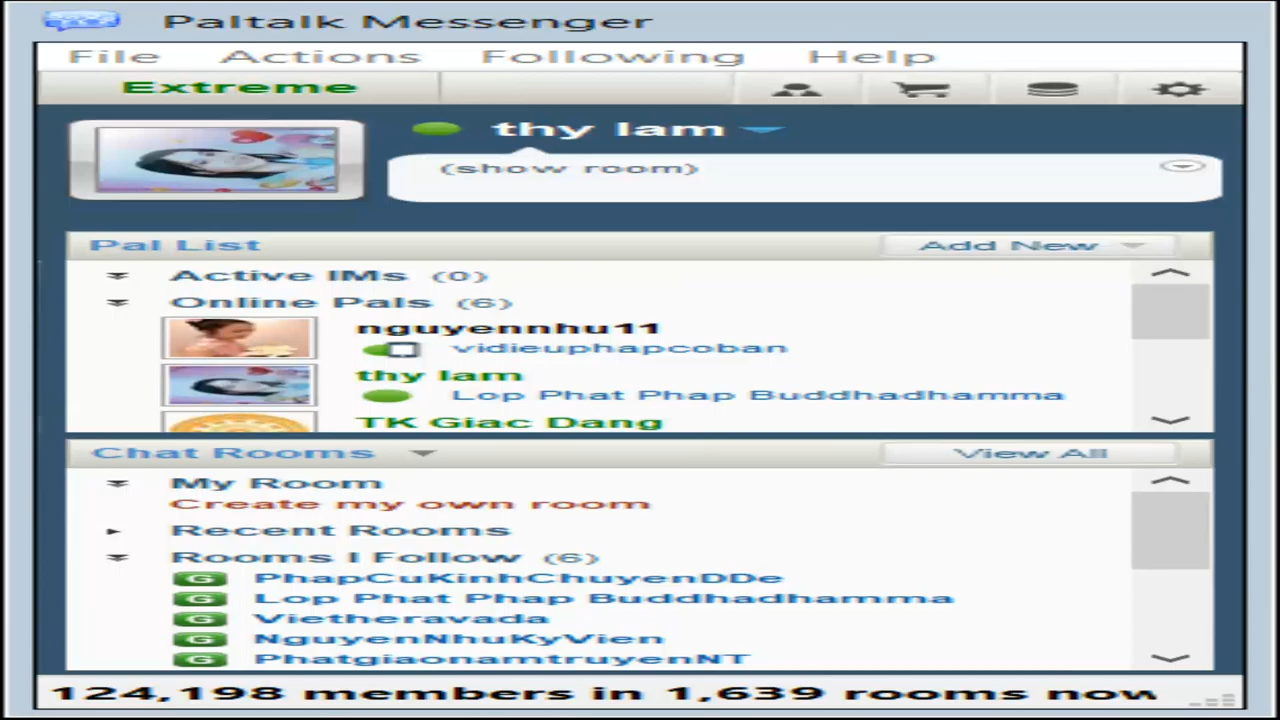 Paltalk Messenger
File Actions Following Help
Extreme
thy lam
(show room)
Pal List Add New
Active IMs (0)
Online Pals (6)
nguyennhu11
vidieuphapcoban
thy lam
Lop Phat Phap Buddhadhamma
TK Giac Dang
Chat Rooms View All
My Room
Create my own room
Recent Rooms
Rooms I Follow (6)
G PhapCuKinhChuyenDDe
G Lop Phat Phap Buddhadhamma
G Vietheravada
G NguyenNhuKyVien
G PhatgiaonamtruyenNT
124,198 members in 1,639 rooms now